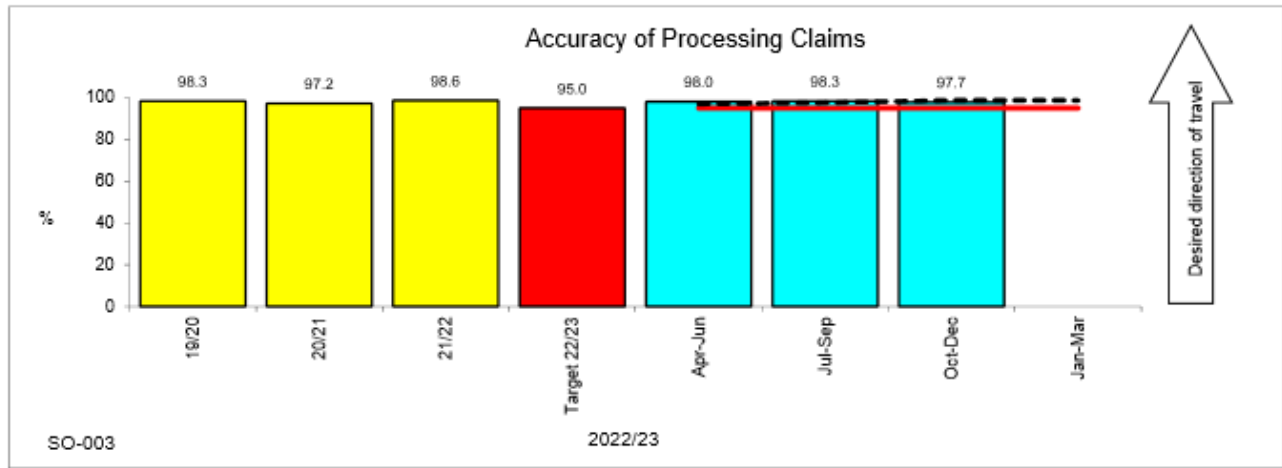 Accuracy of Processing Claims
98.3
97.2
98.6
95.0
98.0
98.3
97.7
100
80
60
40
20
0
%
19/20
20/21
21/22
Target 22/23
Apr-Jun
Jul-Sep
Oct-Dec
Jan-Mar
2022/23
SO-003
Desired direction of travel